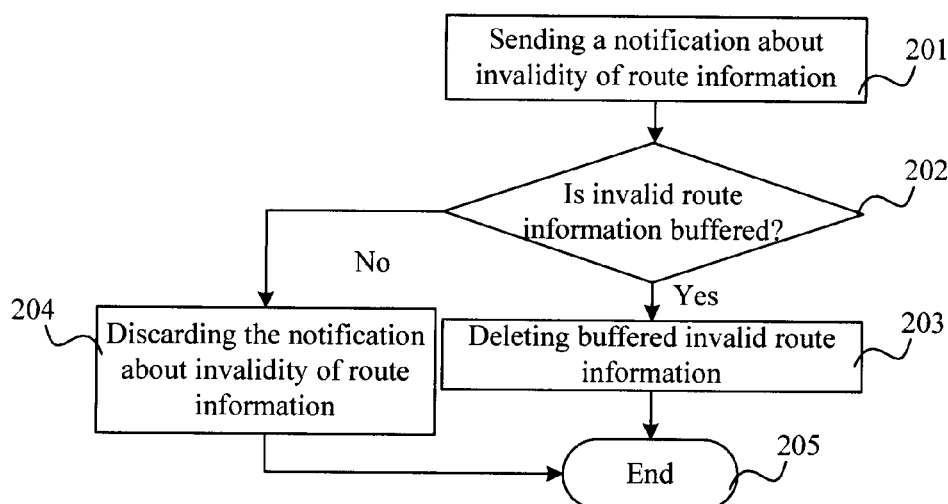 Sending a notification about
invalidity of route information
201
202
Is invalid route
information buffered?
No
Yes
204
Discarding the notification
about invalidity of route
information
Deleting buffered invalid route
information
203
End
205